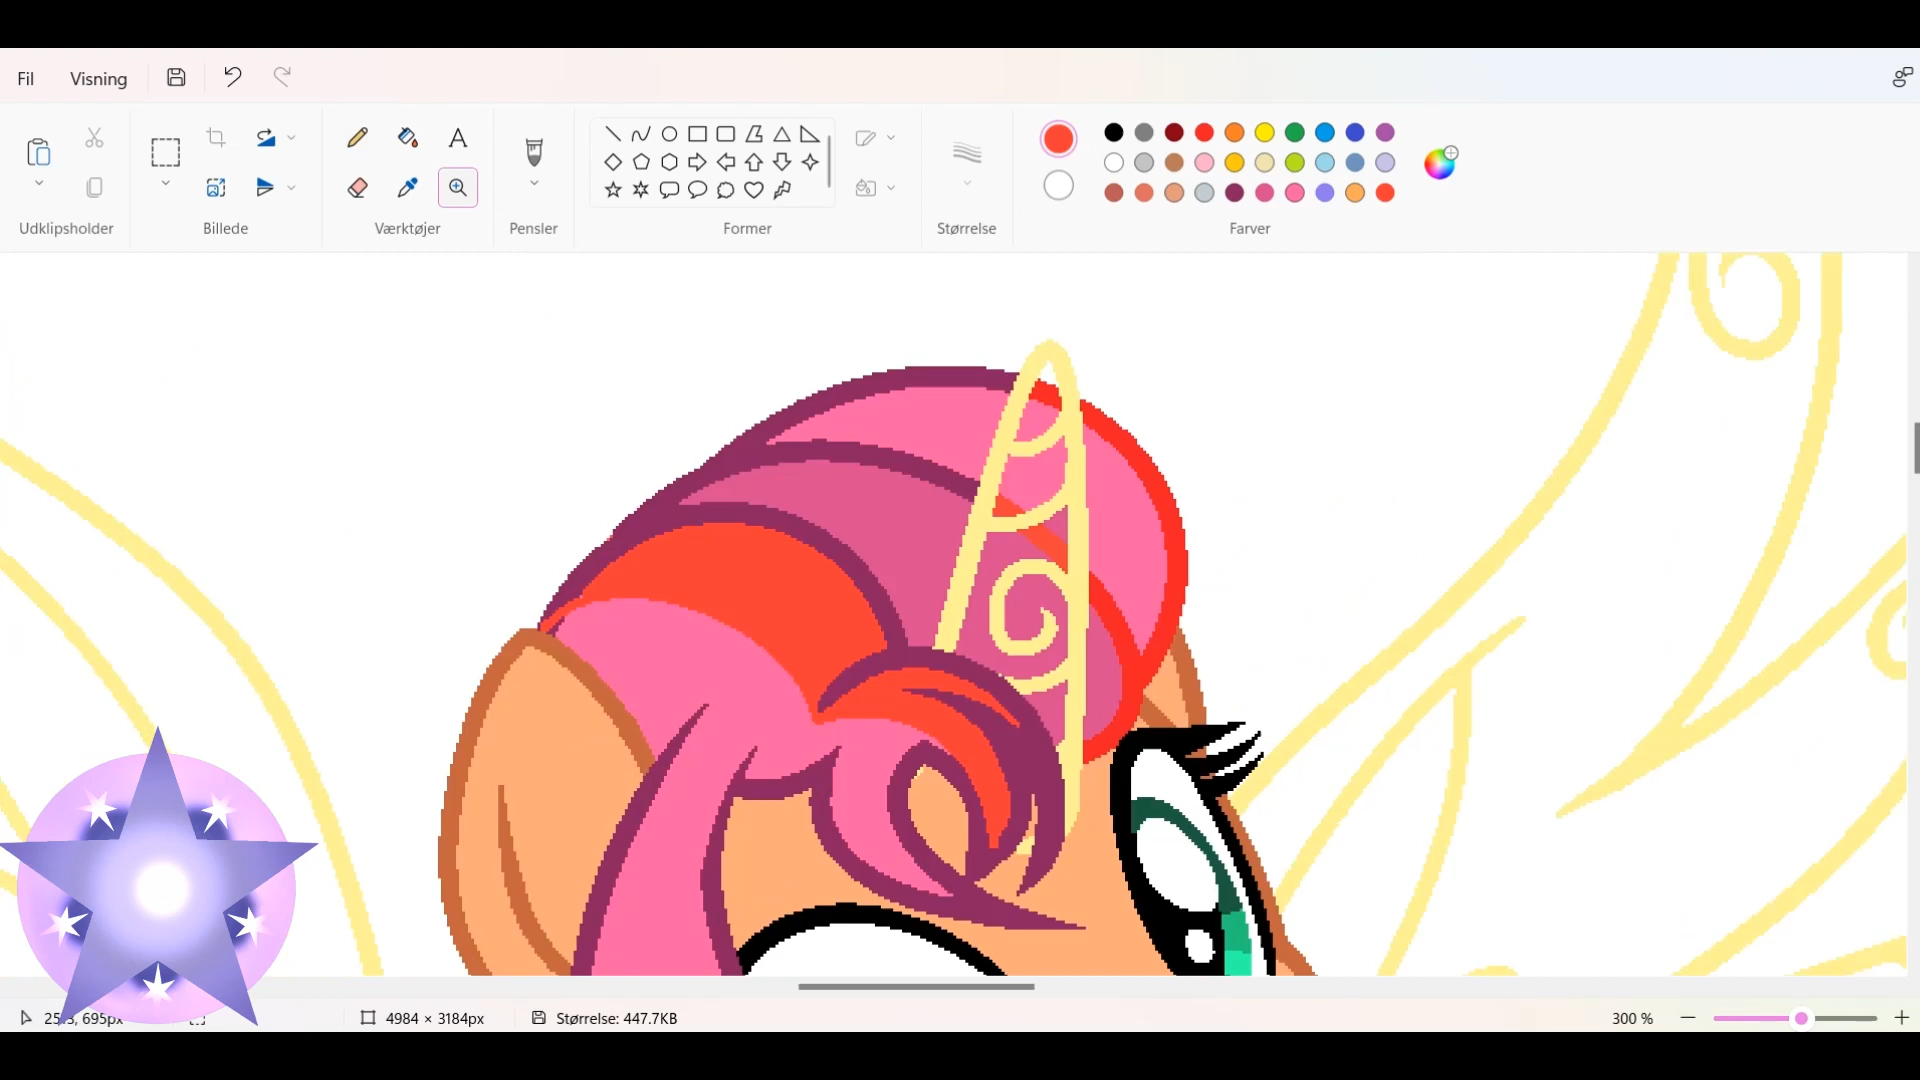 Fil Visning
Udklipsholder Billede Værktøjer Pensler Former Størrelse Farver
4984 × 3184px Størrelse: 447.7KB 300 %